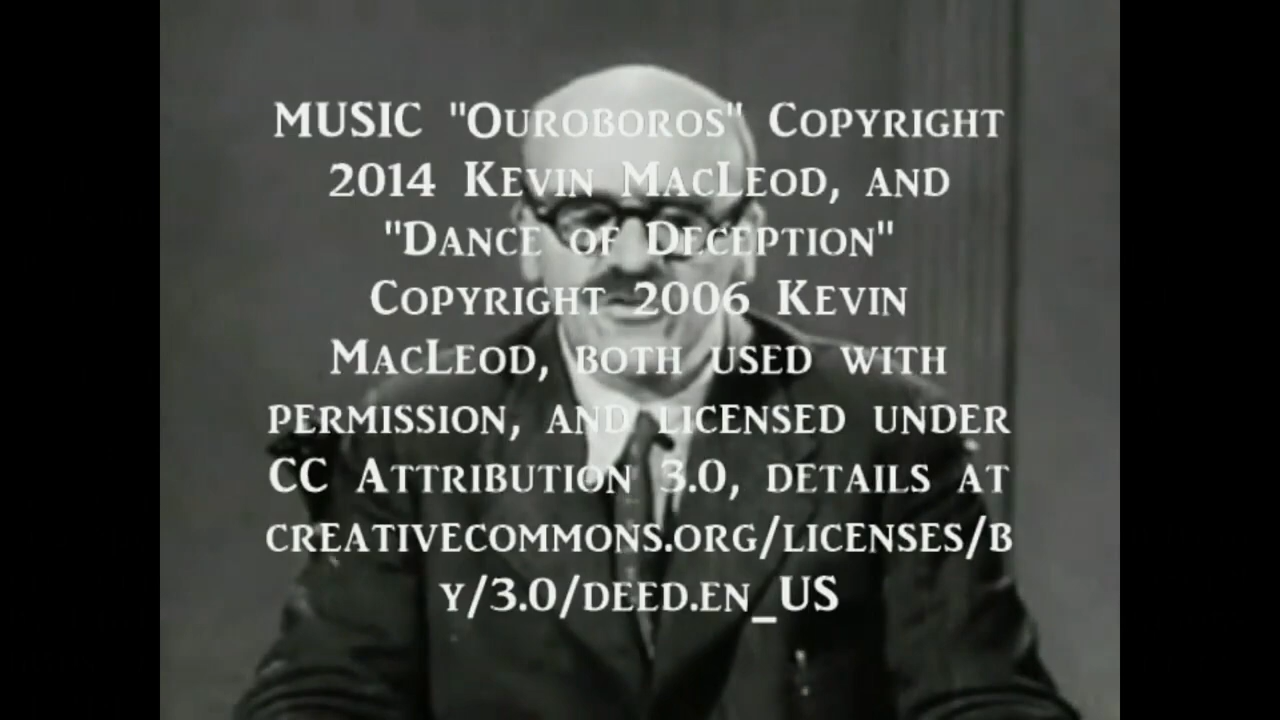 MUSIC "Ouroboros" Copyright
2014 Kevin MacLeod, and
"Dance of Deception"
Copyright 2006 Kevin
MacLeod, both used with
permission, and licensed under
CC Attribution 3.0, details at
creativecommons.org/licenses/b
y/3.0/deed.en_US